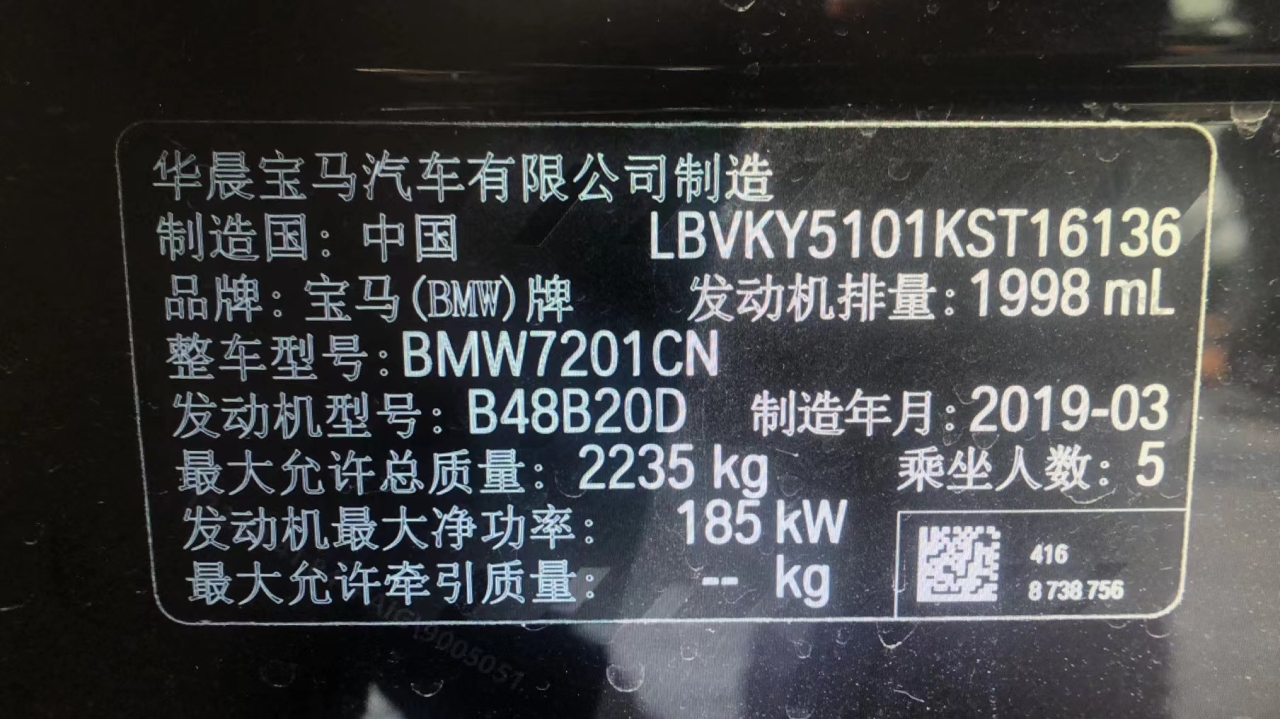 华晨宝马汽车有限公司制造
制造国：中国 LBVKY5101KST16136
品牌：宝马(BMW)牌 发动机排量：1998 mL
整车型号：BMW7201CN
发动机型号：B48B20D 制造年月：2019-03
最大允许总质量：2235 kg 乘坐人数：5
发动机最大净功率：185 kW
最大允许牵引质量：-- kg
416
8 738 756